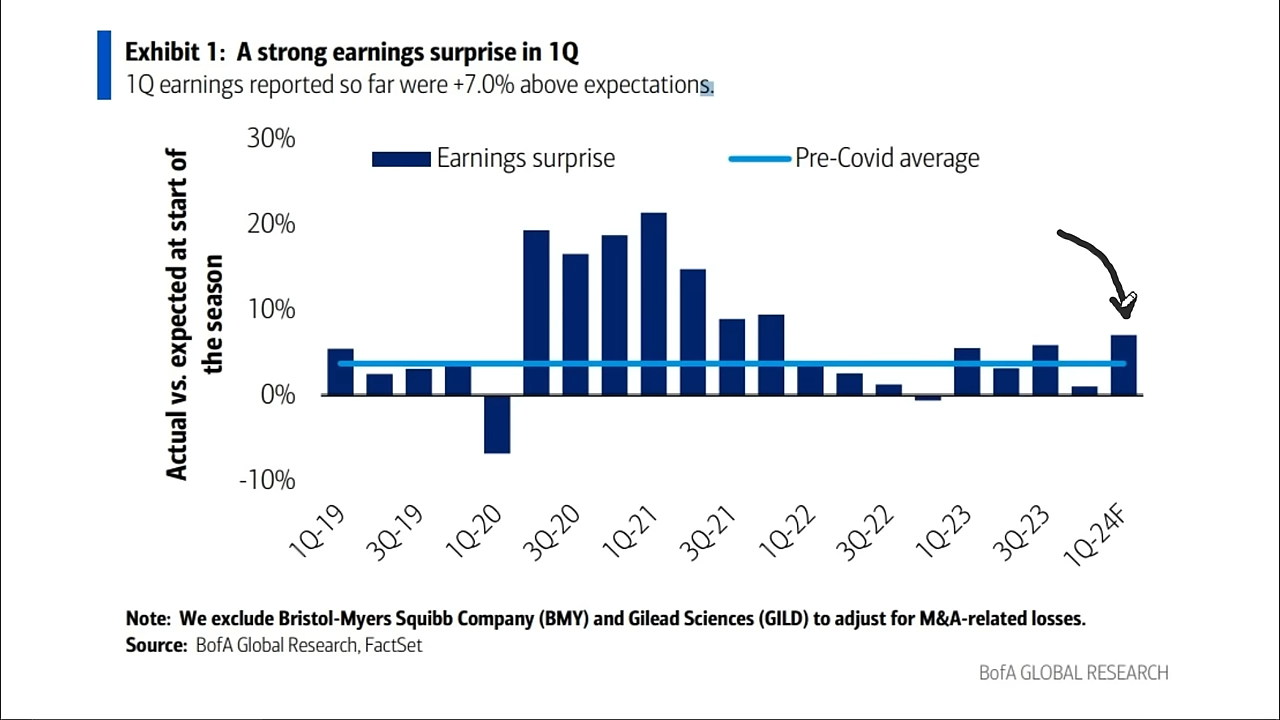 Exhibit 1: A strong earnings surprise in 1Q
1Q earnings reported so far were +7.0% above expectations.
Actual vs. expected at start of
the season
30%
20%
10%
0%
-10%
Earnings surprise
Pre-Covid average
1Q-19
3Q-19
1Q-20
3Q-20
1Q-21
3Q-21
1Q-22
3Q-22
1Q-23
3Q-23
1Q-24F
Note: We exclude Bristol-Myers Squibb Company (BMY) and Gilead Sciences (GILD) to adjust for M&A-related losses.
Source: BofA Global Research, FactSet
BofA GLOBAL RESEARCH